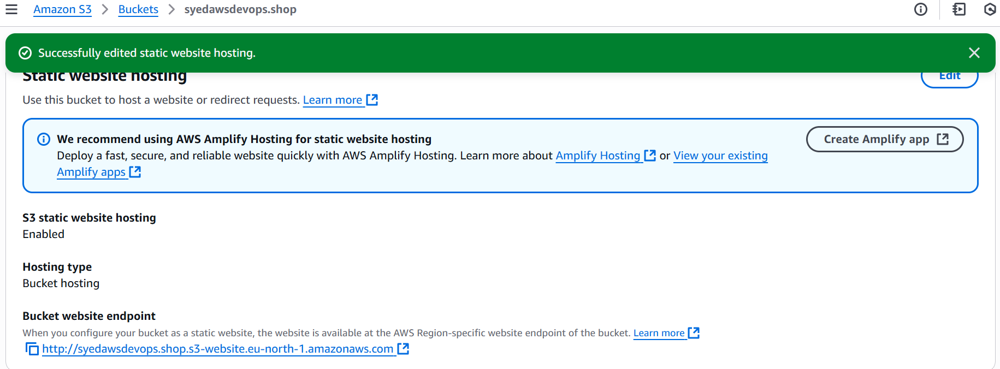 Amazon S3 > Buckets > syedawsdevops.shop
Successfully edited static website hosting.
Static website hosting
Edit
Use this bucket to host a website or redirect requests. Learn more
We recommend using AWS Amplify Hosting for static website hosting
Create Amplify app
Deploy a fast, secure, and reliable website quickly with AWS Amplify Hosting. Learn more about Amplify Hosting or View your existing
Amplify apps
S3 static website hosting
Enabled
Hosting type
Bucket hosting
Bucket website endpoint
When you configure your bucket as a static website, the website is available at the AWS Region-specific website endpoint of the bucket. Learn more
http://syedawsdevops.shop.s3-website.eu-north-1.amazonaws.com